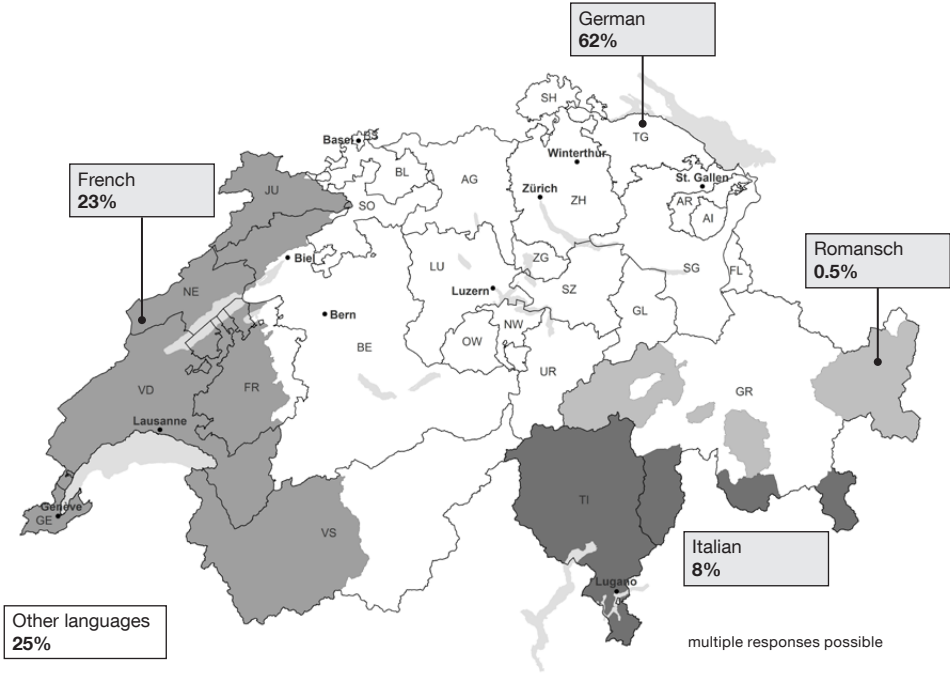 German
62%
SH
TG
Basel
BS
Winterthur
French
23%
JU
BL
AG
St. Gallen
Zürich
ZH
AR
AI
SO
Romansch
0.5%
Biel
LU
ZG
SG
FL
NE
Luzern
SZ
Bern
NW
GL
BE
OW
UR
VD
FR
GR
Lausanne
Genève
GE
TI
VS
Italian
8%
Lugano
Other languages
25%
multiple responses possible